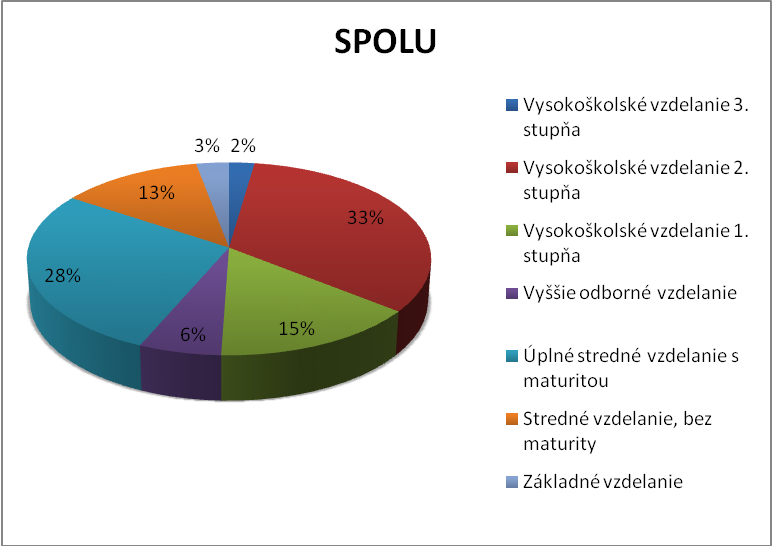 SPOLU
3% 2%
33%
13%
28%
6%
15%
Vysokoškolské vzdelanie 3.
stupňa
Vysokoškolské vzdelanie 2.
stupňa
Vysokoškolské vzdelanie 1.
stupňa
Vyššie odborné vzdelanie
Úplné stredné vzdelanie s
maturitou
Stredné vzdelanie, bez
maturity
Základné vzdelanie